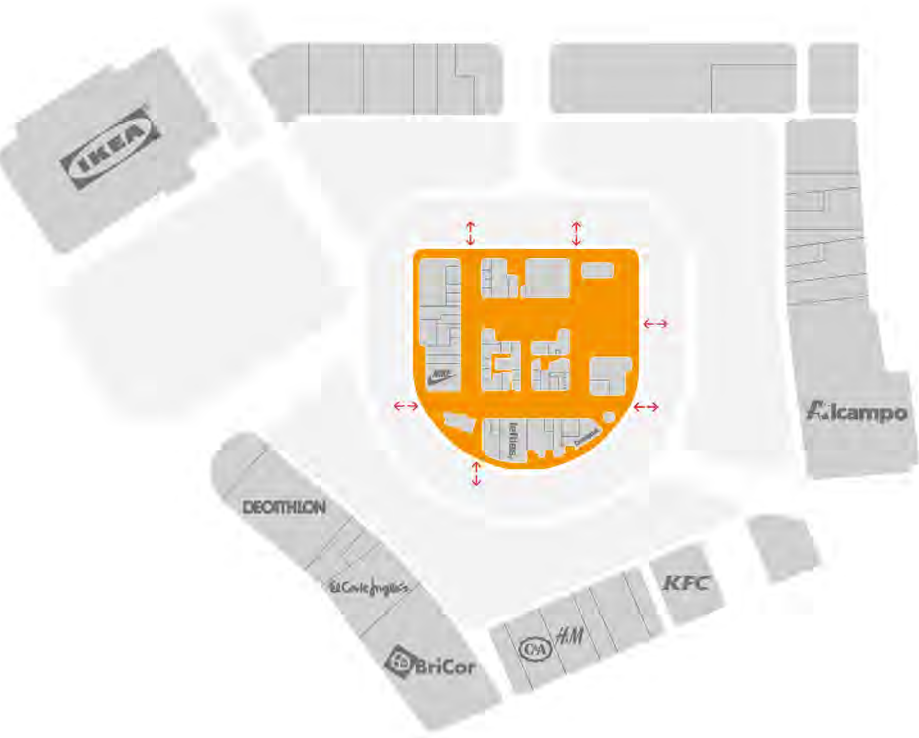 IKEA
NIKE
Alcampo
lefties
DECATHLON
El Corte Inglés
KFC
H&M
C&A
BriCor